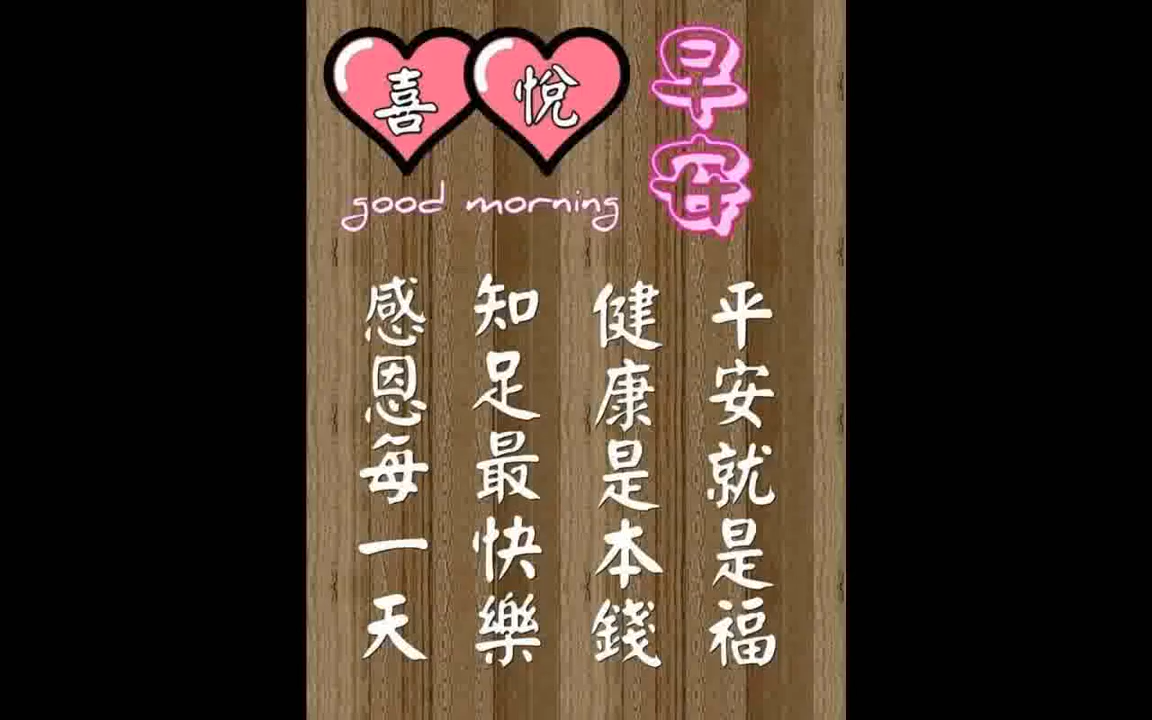 早安
喜悅
good morning
平安就是福
健康是本錢
知足最快樂
感恩每一天